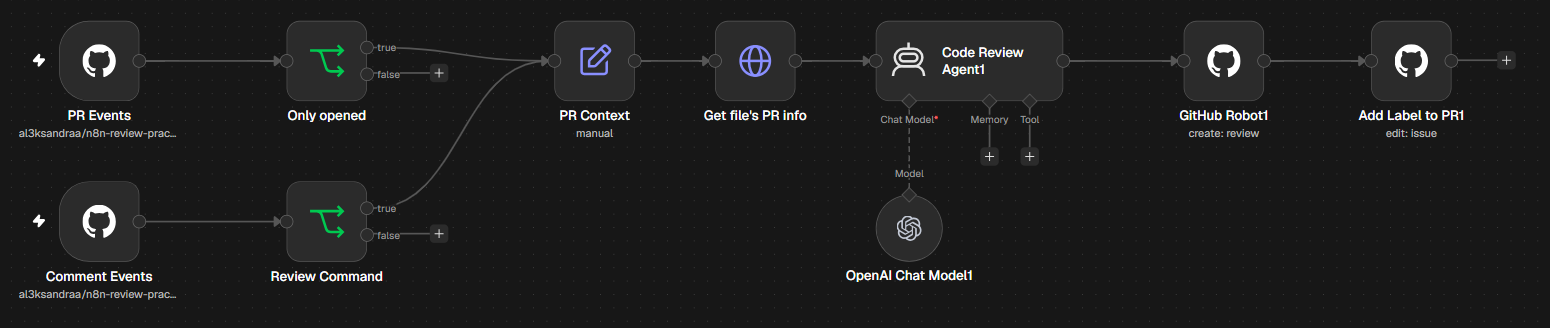 PR Events
al3ksandraa/n8n-review-prac...
Only opened
true
false
PR Context
manual
Get file's PR info
Code Review
Agent1
Chat Model*
Memory
Tool
Model
OpenAI Chat Model1
GitHub Robot1
create: review
Add Label to PR1
edit: issue
Comment Events
al3ksandraa/n8n-review-prac...
Review Command
true
false